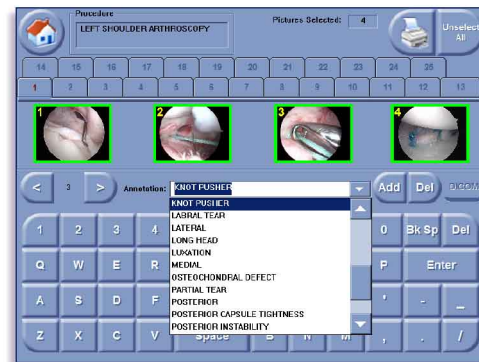 Procedure
LEFT SHOULDER ARTHROSCOPY
Pictures Selected: 4
Unselect All
14 15 16 17 18 19 20 21 22 23 24 25
1 2 3 4 5 6 7 8 9 10 11 12 13
1 2 3 4
< 3 > Annotation: KNOT PUSHER Add Del DICOM
KNOT PUSHER
LABRAL TEAR
LATERAL
LONG HEAD
LUXATION
MEDIAL
OSTEOCHONDRAL DEFECT
PARTIAL TEAR
POSTERIOR
POSTERIOR CAPSULE TIGHTNESS
POSTERIOR INSTABILITY
1 2 3 4 0 Bk Sp Del
Q W E R P Enter
A S D F ' - _
Z X C V Space B N M , . /